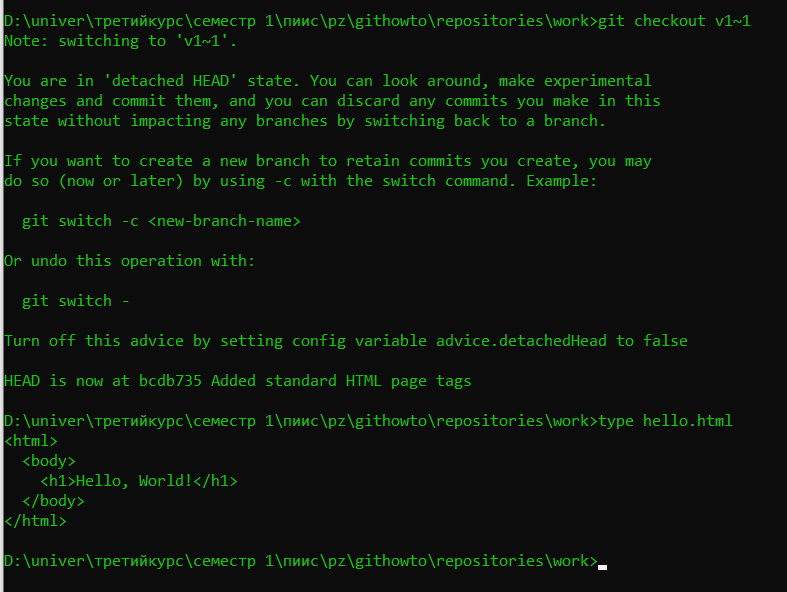 D:\univer\третийкурс\семестр 1\пиис\pz\githowto\repositories\work>git checkout v1~1
Note: switching to 'v1~1'.

You are in 'detached HEAD' state. You can look around, make experimental
changes and commit them, and you can discard any commits you make in this
state without impacting any branches by switching back to a branch.

If you want to create a new branch to retain commits you create, you may
do so (now or later) by using -c with the switch command. Example:

  git switch -c <new-branch-name>

Or undo this operation with:

  git switch -

Turn off this advice by setting config variable advice.detachedHead to false

HEAD is now at bcdb735 Added standard HTML page tags

D:\univer\третийкурс\семестр 1\пиис\pz\githowto\repositories\work>type hello.html
<html>
  <body>
    <h1>Hello, World!</h1>
  </body>
</html>

D:\univer\третийкурс\семестр 1\пиис\pz\githowto\repositories\work>